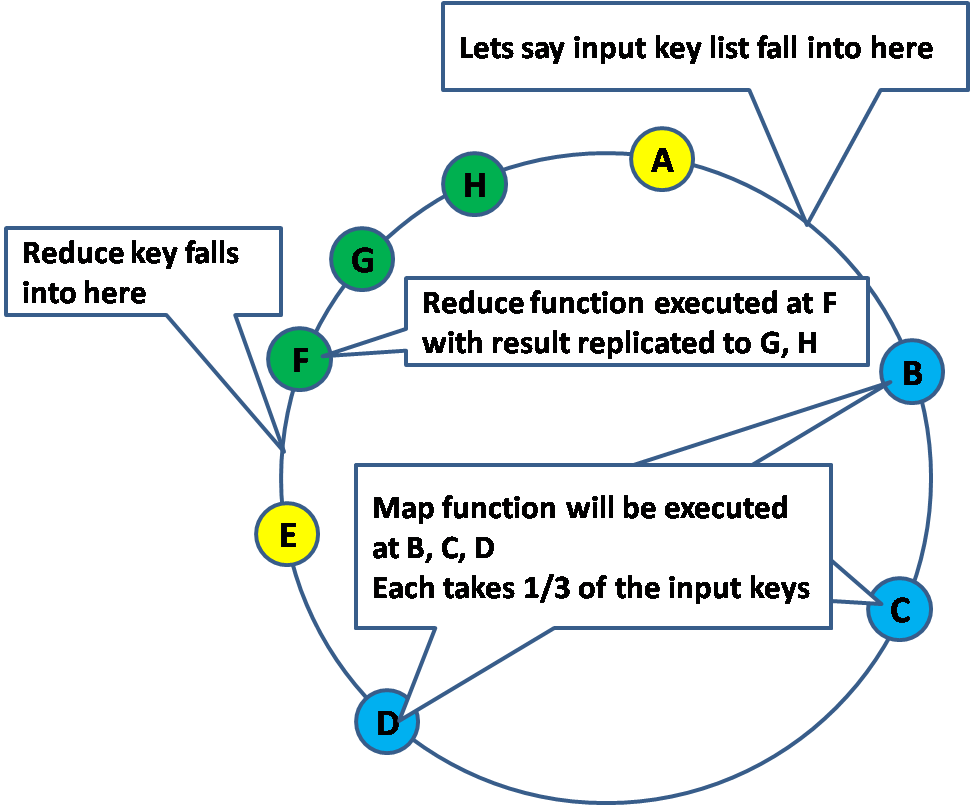 Lets say input key list fall into here
A
H
G
Reduce key falls
into here
Reduce function executed at F
with result replicated to G, H
F
B
Map function will be executed
at B, C, D
Each takes 1/3 of the input keys
E
C
D